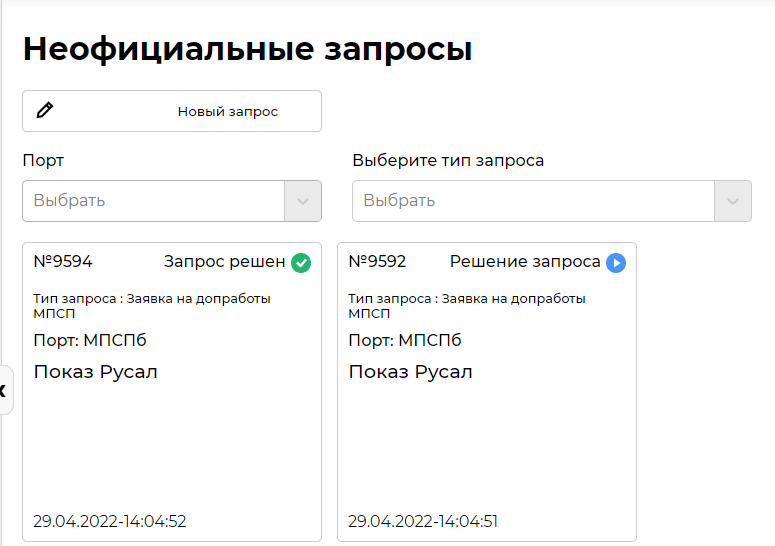 Неофициальные запросы
Новый запрос
Порт
Выберите тип запроса
Выбрать
Выбрать
№9594
Запрос решен
Тип запроса : Заявка на допработы
МПСП
Порт: МПСПб
Показ Русал
29.04.2022-14:04:52
№9592
Решение запроса
Тип запроса : Заявка на допработы
МПСП
Порт: МПСПб
Показ Русал
29.04.2022-14:04:51